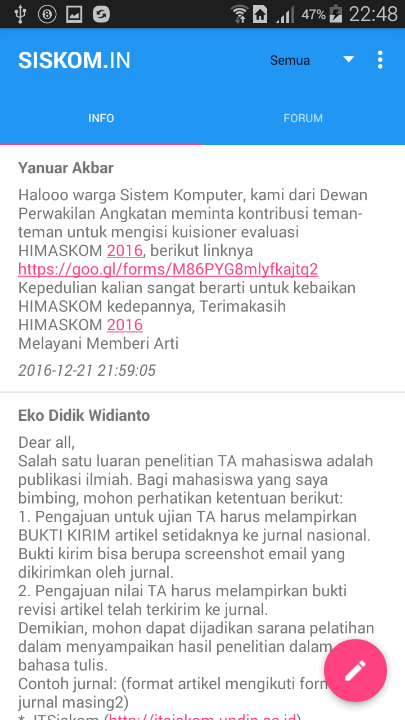 47% 22:48
SISKOM.IN
Semua
INFO
FORUM
Yanuar Akbar
Halooo warga Sistem Komputer, kami dari Dewan
Perwakilan Angkatan meminta kontribusi teman-
teman untuk mengisi kuisioner evaluasi
HIMASKOM 2016, berikut linknya
https://goo.gl/forms/M86PYG8mlyfkajtq2
Kepedulian kalian sangat berarti untuk kebaikan
HIMASKOM kedepannya, Terimakasih
HIMASKOM 2016
Melayani Memberi Arti
2016-12-21 21:59:05
Eko Didik Widianto
Dear all,
Salah satu luaran penelitian TA mahasiswa adalah
publikasi ilmiah. Bagi mahasiswa yang saya
bimbing, mohon perhatikan ketentuan berikut:
1. Pengajuan untuk ujian TA harus melampirkan
BUKTI KIRIM artikel setidaknya ke jurnal nasional.
Bukti kirim bisa berupa screenshot email yang
dikirimkan oleh jurnal.
2. Pengajuan nilai TA harus melampirkan bukti
revisi artikel telah terkirim ke jurnal.
Demikian, mohon dapat dijadikan sarana pelatihan
dalam menyampaikan hasil penelitian dalam
bahasa tulis.
Contoh jurnal: (format artikel mengikuti
jurnal masing2)
*. JTSiskom (http://jtsiskom.undip.ac.id)